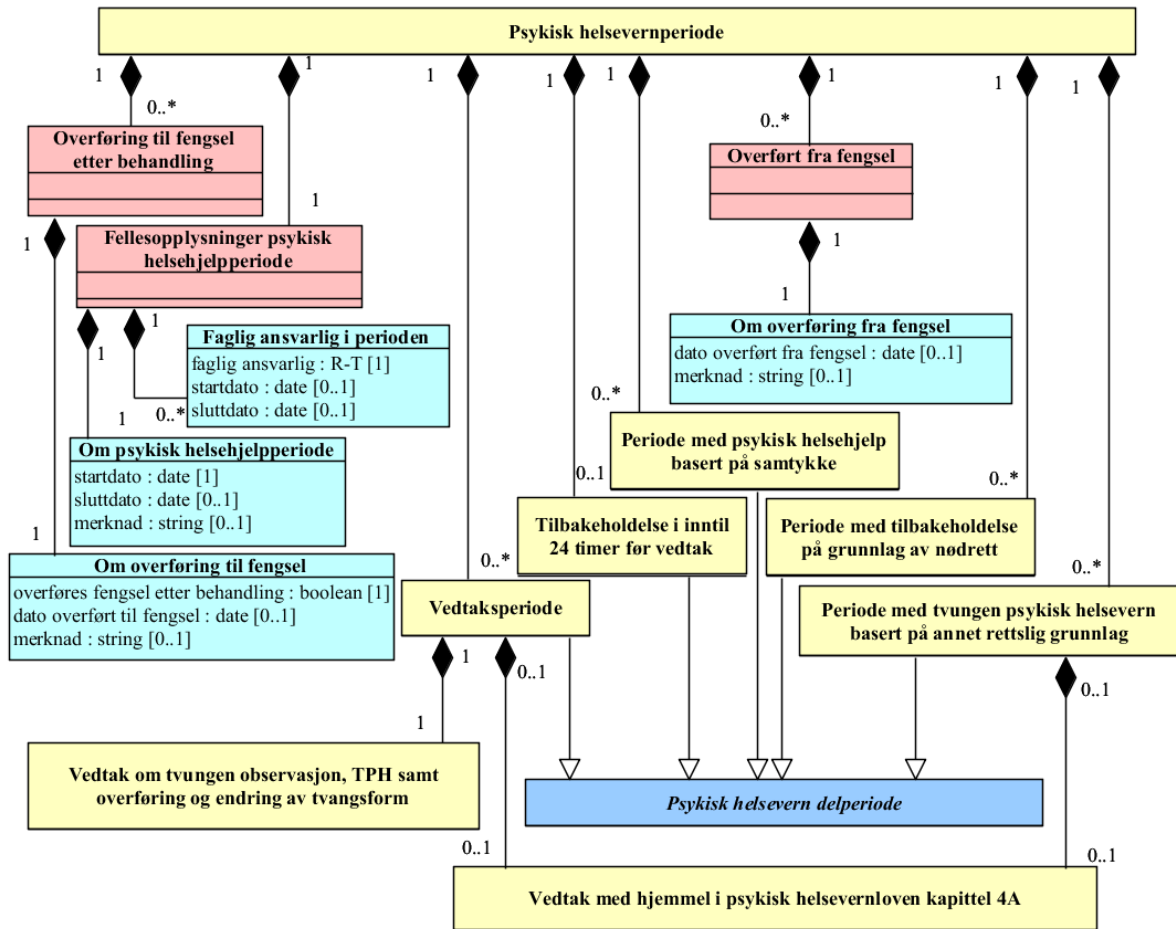 Psykisk helsevernperiode
1
1
1
1
1
1
1
1
0..*
0..*
Overføring til fengsel
etter behandling
Overført fra fengsel
1
1
1
Fellesopplysninger psykisk
helsehjelpperiode
1
1
1
Faglig ansvarlig i perioden
faglig ansvarlig : R-T [1]
startdato : date [0..1]
sluttdato : date [0..1]
0..*
1
Om overføring fra fengsel
dato overført fra fengsel : date [0..1]
merknad : string [0..1]
0..*
Om psykisk helsehjelpperiode
startdato : date [1]
sluttdato : date [0..1]
merknad : string [0..1]
Periode med psykisk helsehjelp
basert på samtykke
0..1
0..*
Tilbakeholdelse i inntil
24 timer før vedtak
Periode med tilbakeholdelse
på grunnlag av nødrett
1
0..*
0..*
Om overføring til fengsel
overføres fengsel etter behandling : boolean [1]
dato overført til fengsel : date [0..1]
merknad : string [0..1]
Vedtaksperiode
Periode med tvungen psykisk helsevern
basert på annet rettslig grunnlag
1
0..1
0..1
1
Vedtak om tvungen observasjon, TPH samt
overføring og endring av tvangsform
Psykisk helsevern delperiode
0..1
0..1
Vedtak med hjemmel i psykisk helsevernloven kapittel 4A